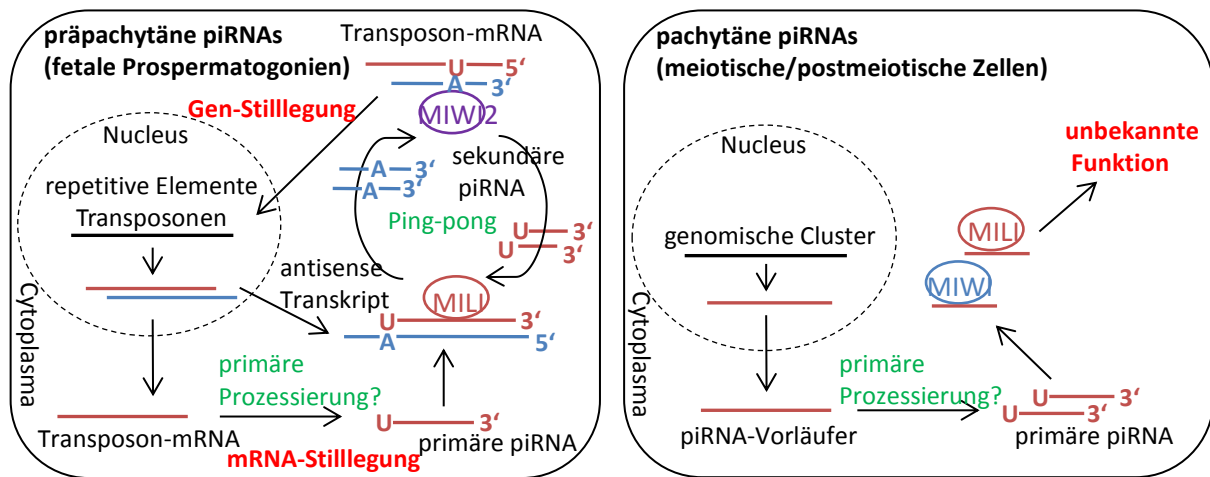 präpachytäne piRNAs
(fetale Prospermatogonien)
Transposon-mRNA
U 5‘
A 3‘
MIWI2
Gen-Stilllegung
Nucleus
repetitive Elemente
Transposonen
A 3‘
A 3‘
sekundäre
piRNA
Ping-pong
U 3‘
U 3‘
antisense
Transkript
MILI
U 3‘
A 5‘
Cytoplasma
primäre
Prozessierung?
U 3‘
Transposon-mRNA
primäre piRNA
mRNA-Stilllegung
pachytäne piRNAs
(meiotische/postmeiotische Zellen)
Nucleus
unbekannte
Funktion
genomische Cluster
MILI
MIWI
Cytoplasma
primäre
Prozessierung?
U 3‘
U 3‘
piRNA-Vorläufer
primäre piRNA